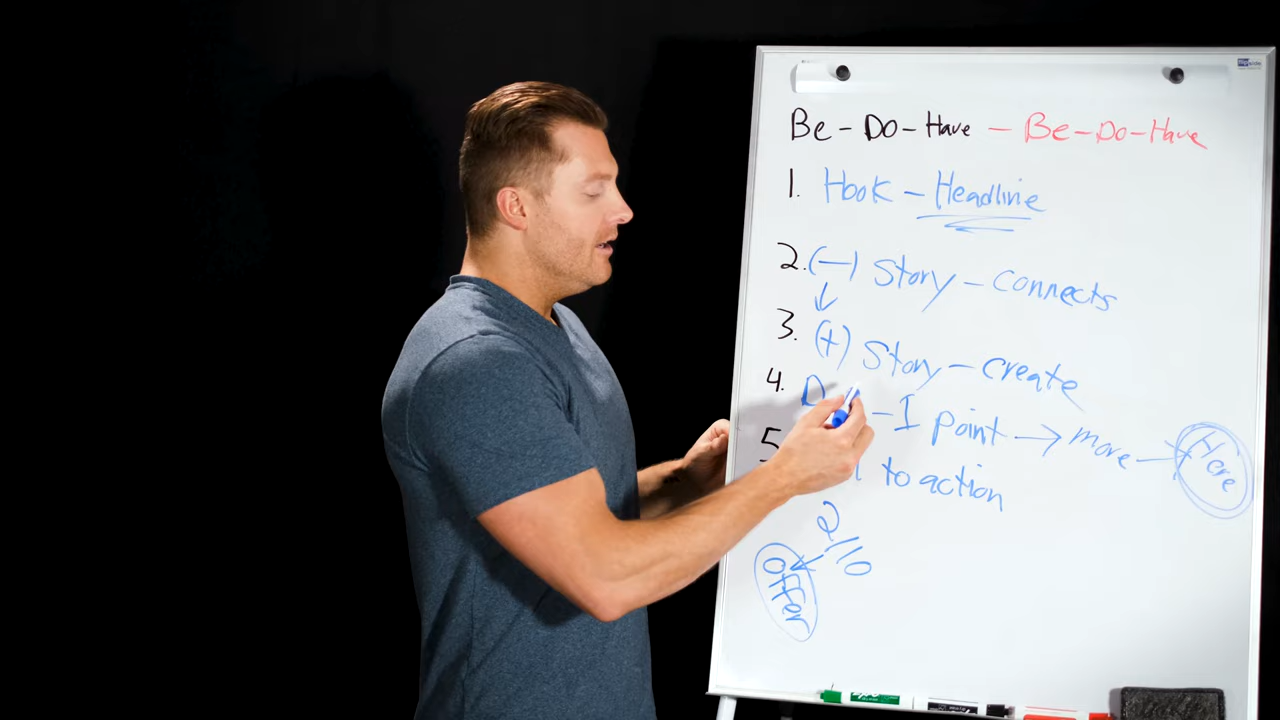 Be - Do - Have - Be - Do - Have
1. Hook - Headline
2. (-) Story - connects
3. (+) Story - create
4. - I point → more → Here
5. to action
2/10
offer